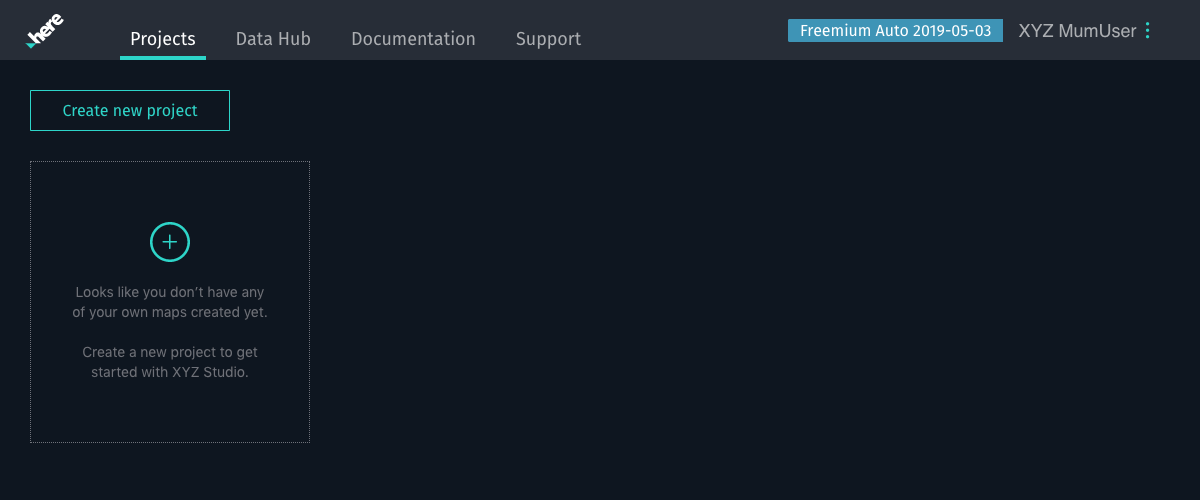 here
Projects
Data Hub
Documentation
Support
Freemium Auto 2019-05-03
XYZ MumUser
Create new project
Looks like you don't have any
of your own maps created yet.
Create a new project to get
started with XYZ Studio.